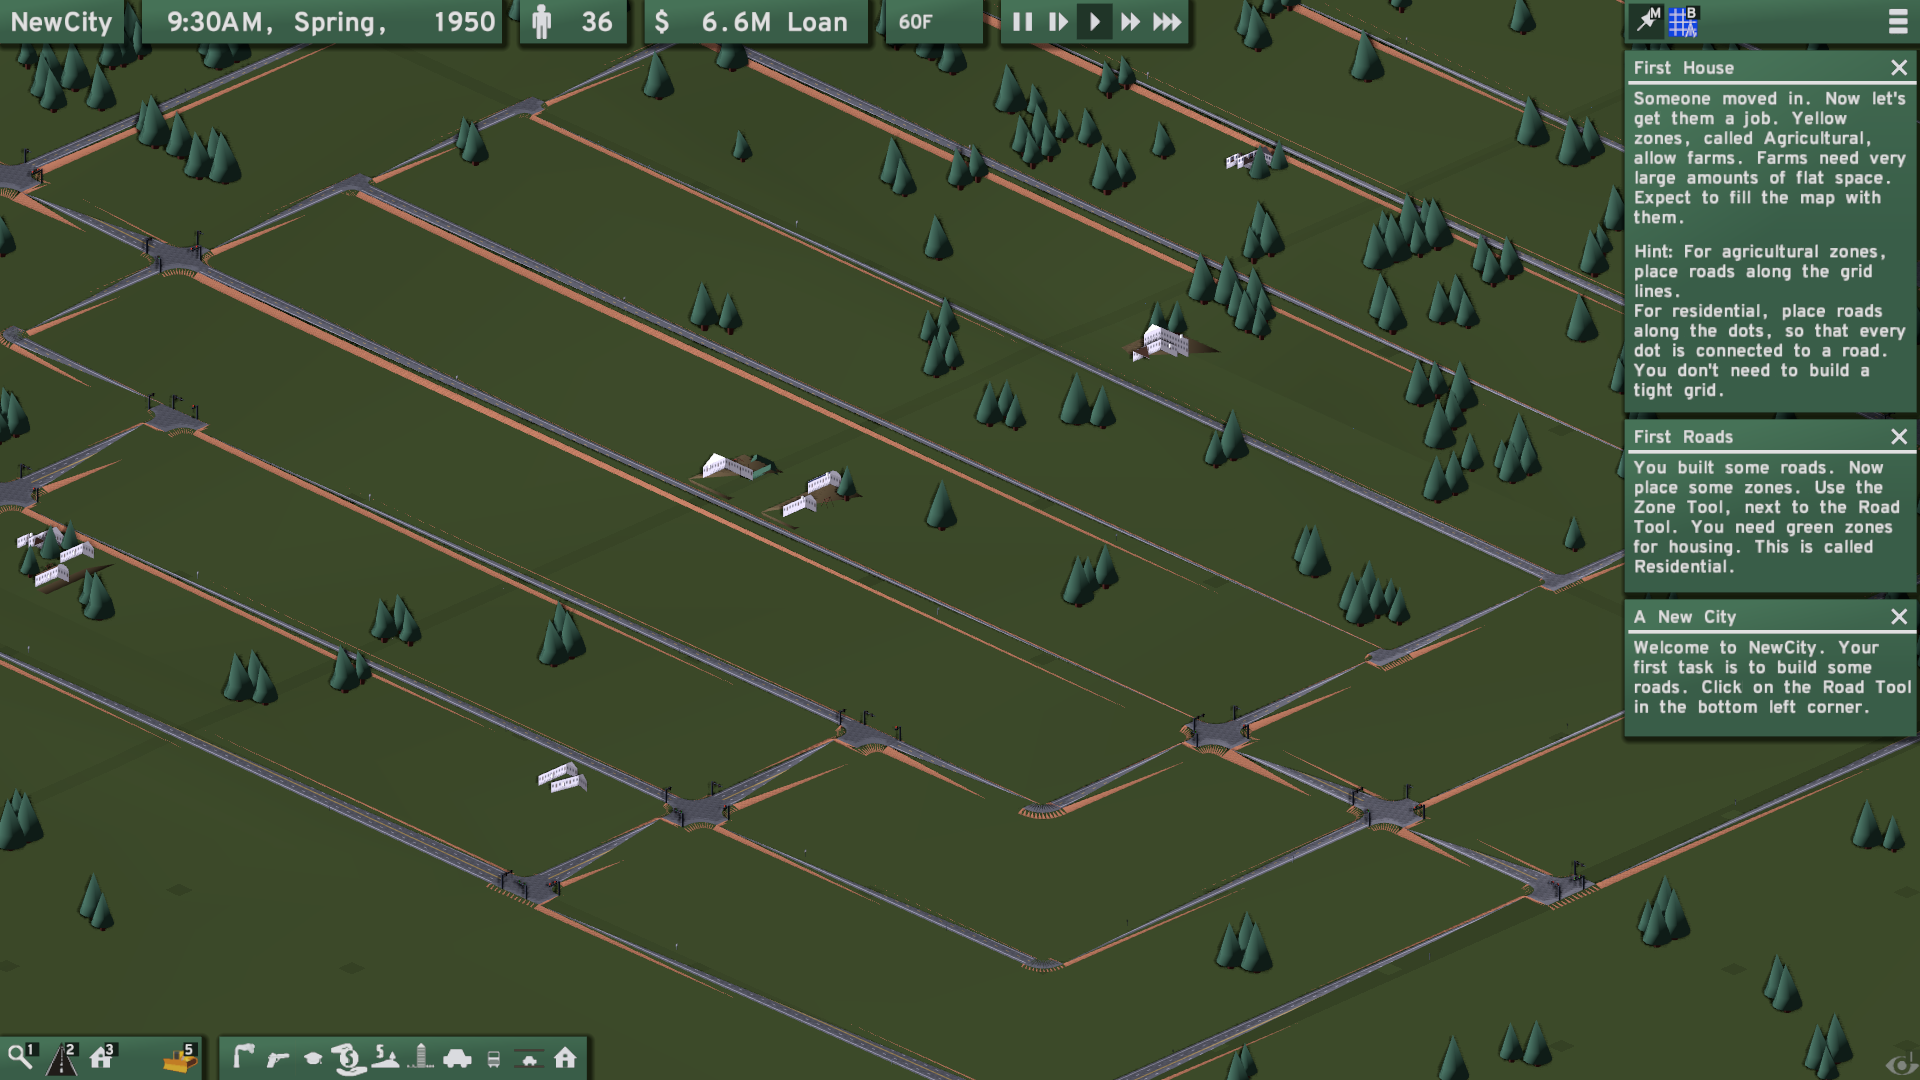 NewCity
9:30AM, Spring, 1950
36
$ 6.6M Loan
60F
M
B
First House
Someone moved in. Now let's
get them a job. Yellow
zones, called Agricultural,
allow farms. Farms need very
large amounts of flat space.
Expect to fill the map with
them.
Hint: For agricultural zones,
place roads along the grid
lines.
For residential, place roads
along the dots, so that every
dot is connected to a road.
You don't need to build a
tight grid.
First Roads
You built some roads. Now
place some zones. Use the
Zone Tool, next to the Road
Tool. You need green zones
for housing. This is called
Residential.
A New City
Welcome to NewCity. Your
first task is to build some
roads. Click on the Road Tool
in the bottom left corner.
1
2
3
5